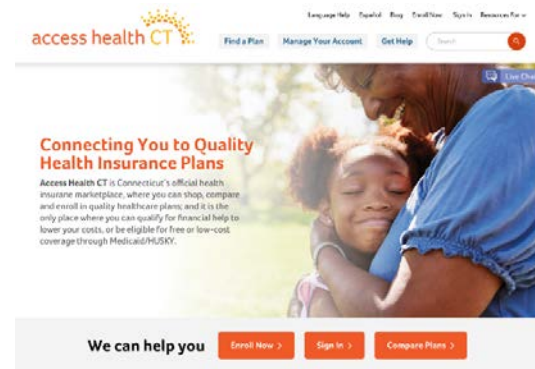 Language Help Español Blog Enroll Now Sign In Resources For
access health CT
Find a Plan Manage Your Account Get Help Search
Live Chat
Connecting You to Quality
Health Insurance Plans
Access Health CT is Connecticut's official health
insurane marketplace, where you can shop, compare
and enroll in quality healthcare plans; and it is the
only place where you can qualify for financial help to
lower your costs, or be eligible for free or low-cost
coverage through Medicaid/HUSKY.
We can help you Enroll Now > Sign In > Compare Plans >